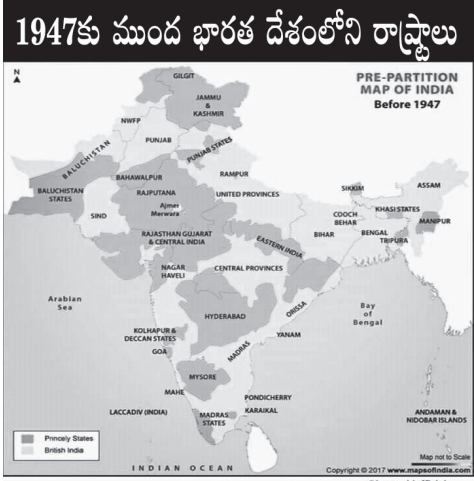 1947కు ముంద భారత దేశంలోని రాష్ట్రాలు
N
PRE-PARTITION
MAP OF INDIA
Before 1947
GILGIT
JAMMU
&
KASHMIR
NWFP
PUNJAB
PUNJAB STATES
BALUCHISTAN
BALUCHISTAN
STATES
BAHAWALPUR
RAMPUR
RAJPUTANA
UNITED PROVINCES
Ajmer
Merwara
SIND
SIKKIM
ASSAM
COOCH
BEHAR
KHASI STATES
MANIPUR
BIHAR
BENGAL
TRIPURA
RAJASTHAN GUJARAT
& CENTRAL INDIA
EASTERN INDIA
NAGAR
HAVELI
CENTRAL PROVINCES
Arabian
Sea
ORISSA
Bay
of
Bengal
HYDERABAD
KOLHAPUR &
DECCAN STATES
YANAM
GOA
MADRAS
MYSORE
MAHE
PONDICHERRY
KARAIKAL
LACCADIV (INDIA)
MADRAS
STATES
ANDAMAN &
NIDOBAR ISLANDS
Princely States
British India
Map not to Scale
INDIAN OCEAN
Copyright © 2017 www.mapsofindia.com